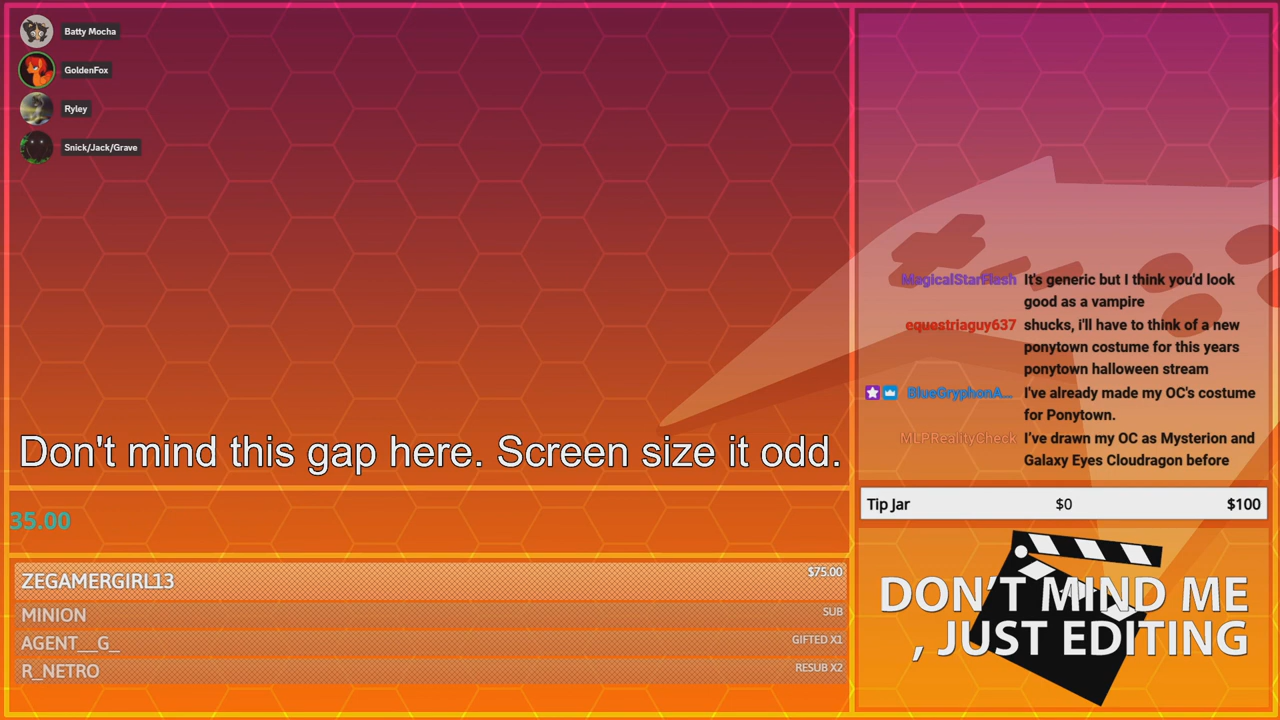 Batty Mocha
GoldenFox
Ryley
Snick/Jack/Grave
Don't mind this gap here. Screen size it odd.
35.00
ZEGAMERGIRL13 $75.00
MINION SUB
AGENT__G_ GIFTED X1
R_NETRO RESUB X2
MagicalStarFlash It's generic but I think you'd look
good as a vampire
equestriaguy637 shucks, i'll have to think of a new
ponytown costume for this years
ponytown halloween stream
BlueGryphonA... I've already made my OC's costume
for Ponytown.
MLPRealityCheck I've drawn my OC as Mysterion and
Galaxy Eyes Cloudragon before
Tip Jar $0 $100
DON'T MIND ME
, JUST EDITING